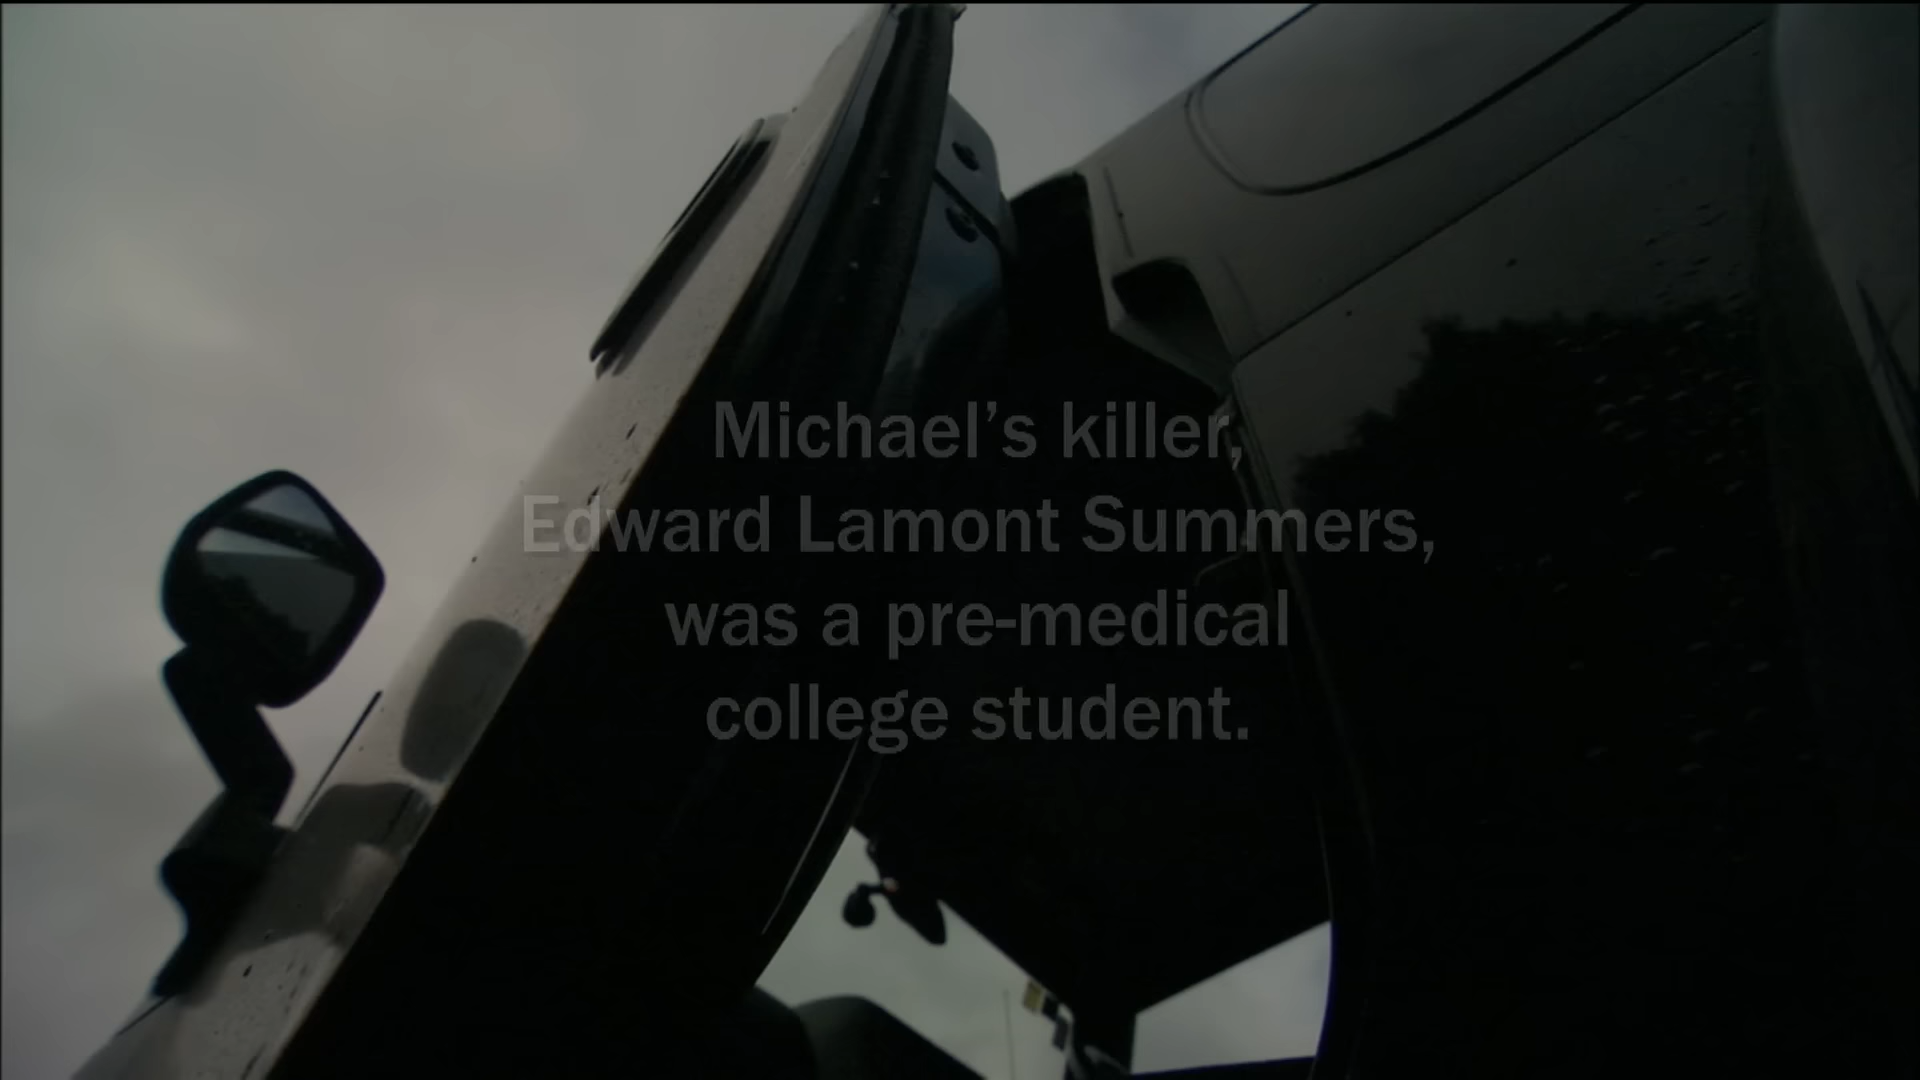 Michael’s killer,
Edward Lamont Summers,
was a pre-medical
college student.